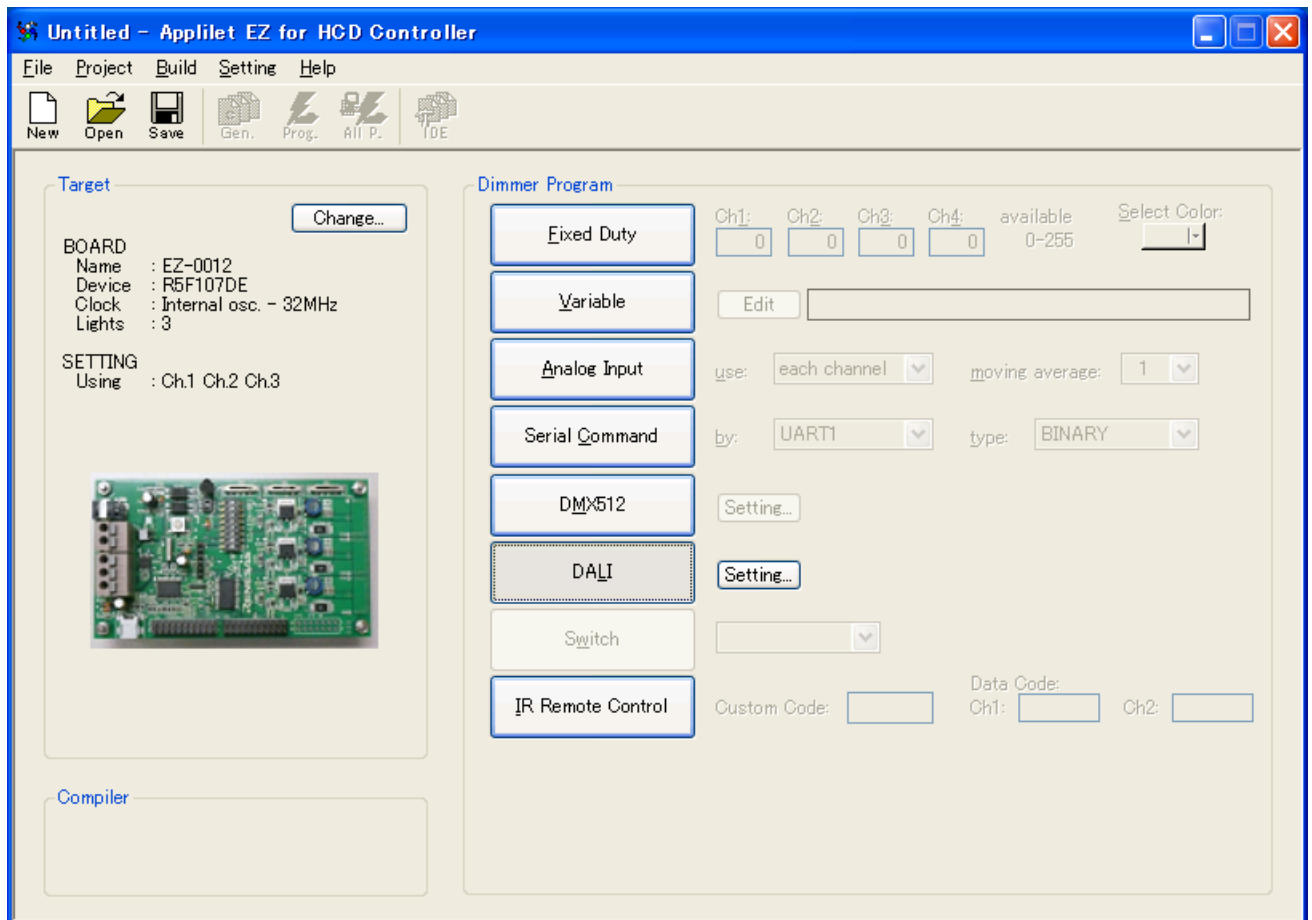 Untitled - Applilet EZ for HCD Controller
File Project Build Setting Help
New Open Save Gen. Prog. All P. IDE
Target
Change...
BOARD
Name : EZ-0012
Device : R5F107DE
Clock : Internal osc. - 32MHz
Lights : 3
SETTING
Using : Ch.1 Ch.2 Ch.3
Compiler
Dimmer Program
Fixed Duty
Ch1: Ch2: Ch3: Ch4: available Select Color:
0 0 0 0 0-255
Variable Edit
Analog Input use: each channel moving average: 1
Serial Command by: UART1 type: BINARY
DMX512 Setting...
DALI Setting...
Switch
Data Code:
IR Remote Control Custom Code: Ch1: Ch2: